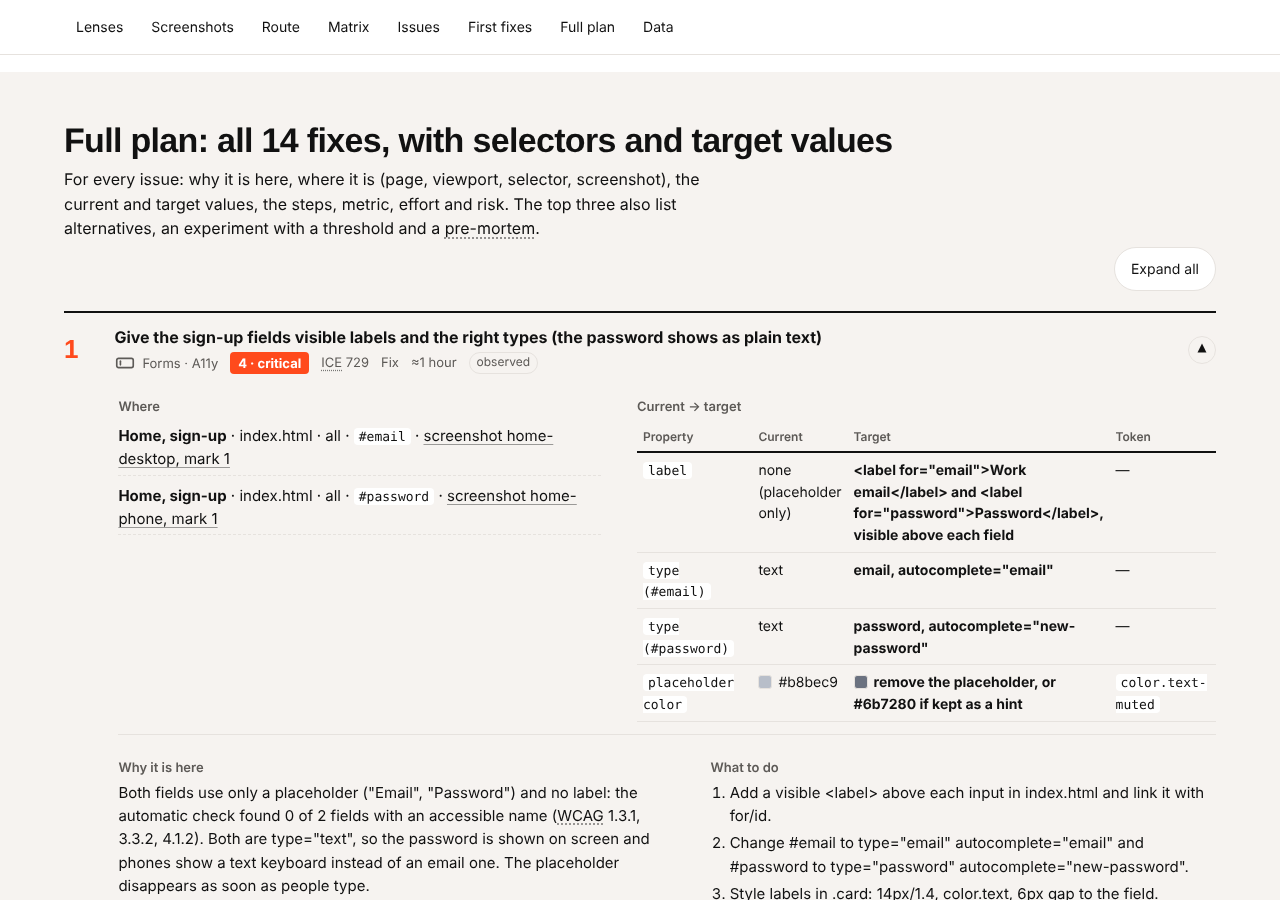 Lenses Screenshots Route Matrix Issues First fixes Full plan Data
Full plan: all 14 fixes, with selectors and target values
For every issue: why it is here, where it is (page, viewport, selector, screenshot), the
current and target values, the steps, metric, effort and risk. The top three also list
alternatives, an experiment with a threshold and a pre-mortem.
Expand all
1
Give the sign-up fields visible labels and the right types (the password shows as plain text)
Forms · A11y 4 · critical ICE 729 Fix ≈1 hour observed
Where
Home, sign-up · index.html · all · #email · screenshot home-
desktop, mark 1
Home, sign-up · index.html · all · #password · screenshot home-
phone, mark 1
Current → target
Property Current Target Token
label
none
(placeholder
only)
<label for="email">Work
email</label> and <label
for="password">Password</label>,
visible above each field
—
type
(#email)
text
email, autocomplete="email"
—
type
(#password)
text
password, autocomplete="new-
password"
—
placeholder
color
#b8bec9
remove the placeholder, or
#6b7280 if kept as a hint
color.text-
muted
Why it is here
Both fields use only a placeholder ("Email", "Password") and no label: the
automatic check found 0 of 2 fields with an accessible name (WCAG 1.3.1,
3.3.2, 4.1.2). Both are type="text", so the password is shown on screen and
phones show a text keyboard instead of an email one. The placeholder
disappears as soon as people type.
What to do
1. Add a visible <label> above each input in index.html and link it with
for/id.
2. Change #email to type="email" autocomplete="email" and
#password to type="password" autocomplete="new-password".
3. Style labels in .card: 14px/1.4, color.text, 6px gap to the field.